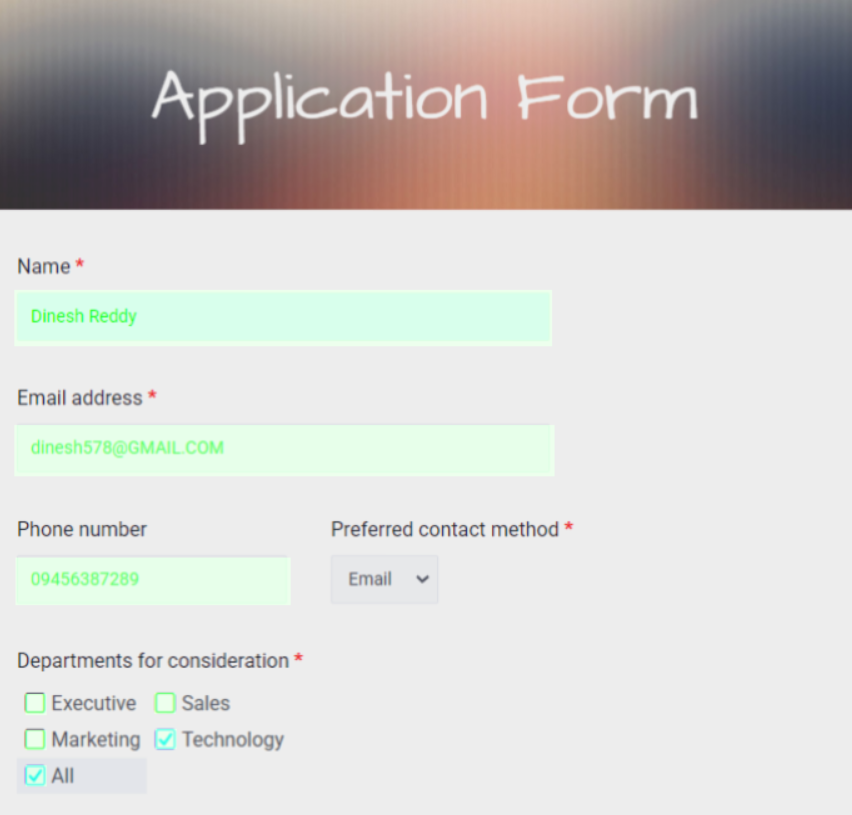 Application Form
Name *
Dinesh Reddy
Email address *
dinesh578@GMAIL.COM
Phone number Preferred contact method *
09456387289 Email
Departments for consideration *
Executive Sales
Marketing Technology
All